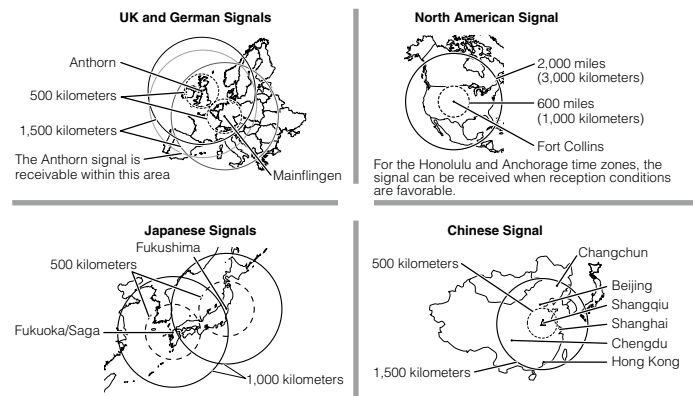 UK and German Signals
Anthorn
500 kilometers
1,500 kilometers
The Anthorn signal is
receivable within this area
Mainflingen
North American Signal
2,000 miles
(3,000 kilometers)
600 miles
(1,000 kilometers)
Fort Collins
For the Honolulu and Anchorage time zones, the
signal can be received when reception conditions
are favorable.
Japanese Signals
Fukushima
500 kilometers
Fukuoka/Saga
1,000 kilometers
Chinese Signal
Changchun
500 kilometers
Beijing
Shangqiu
Shanghai
Chengdu
Hong Kong
1,500 kilometers